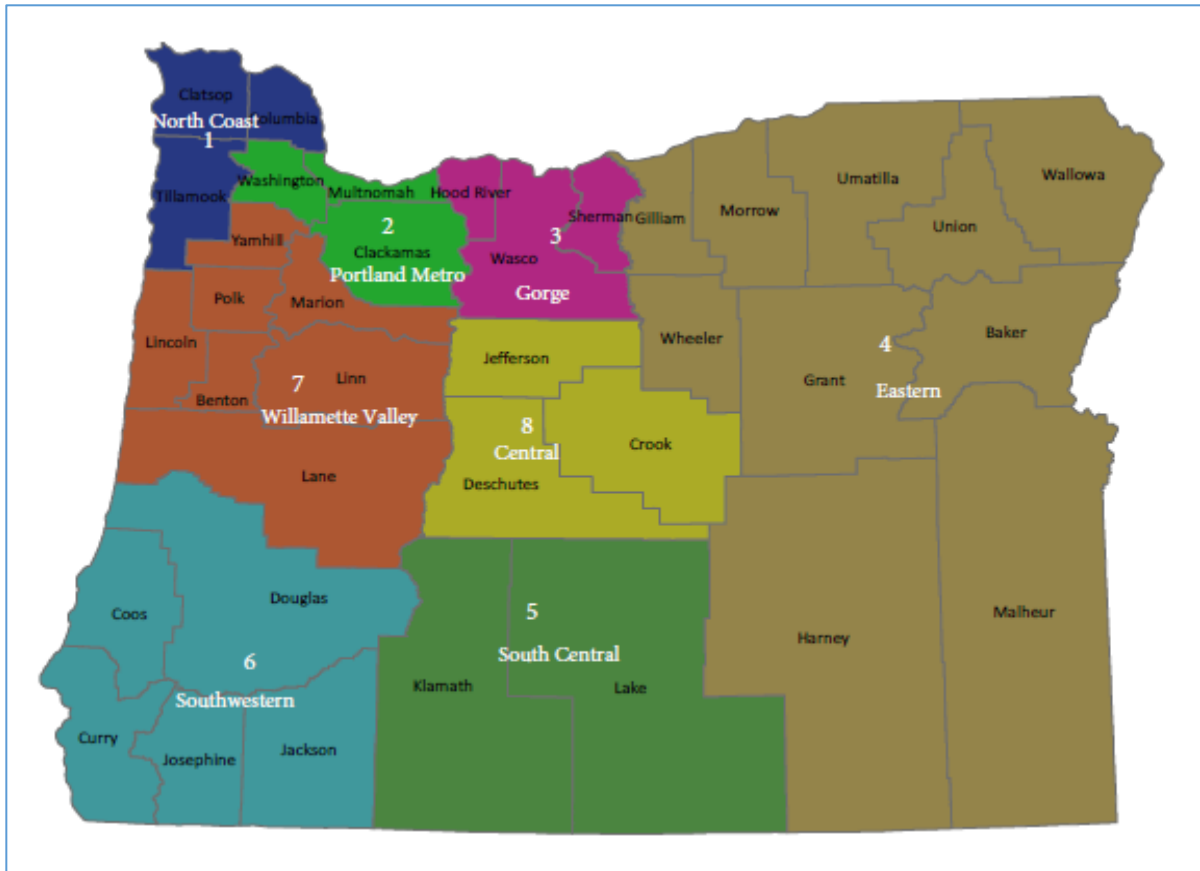 Clatsop
North Coast
Columbia
1
Tillamook
Washington
Multnomah
Hood River
Sherman
Gilliam
Morrow
Umatilla
Wallowa
Union
Yamhill
2
Clackamas
Portland Metro
3
Wasco
Gorge
Polk
Marion
Lincoln
Jefferson
Wheeler
4
Baker
Grant
Eastern
7
Linn
Benton
Willamette Valley
8
Central
Crook
Lane
Deschutes
Coos
Douglas
5
Malheur
Harney
6
South Central
Klamath
Lake
Southwestern
Curry
Josephine
Jackson